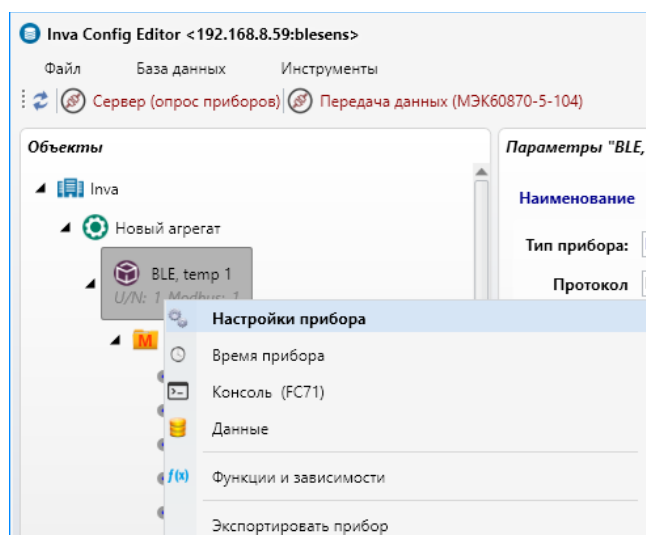 Inva Config Editor <192.168.8.59:blesens>
Файл База данных Инструменты
Сервер (опрос приборов) Передача данных (МЭК60870-5-104)
Объекты
Параметры "BLE,
Inva
Наименование
Новый агрегат
Тип прибора:
BLE, temp 1
U/N: 1 Modbus: 1
Протокол
Настройки прибора
M
Время прибора
Консоль (FC71)
Данные
f(x) Функции и зависимости
Экспортировать прибор